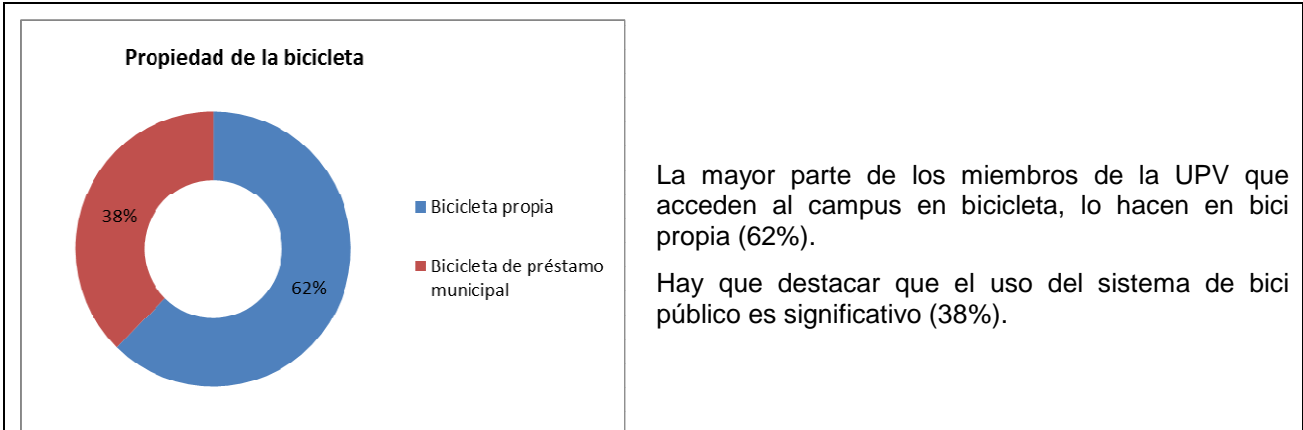 Propiedad de la bicicleta
38%
62%
Bicicleta propia
Bicicleta de préstamo
municipal
La mayor parte de los miembros de la UPV que
acceden al campus en bicicleta, lo hacen en bici
propia (62%).
Hay que destacar que el uso del sistema de bici
público es significativo (38%).